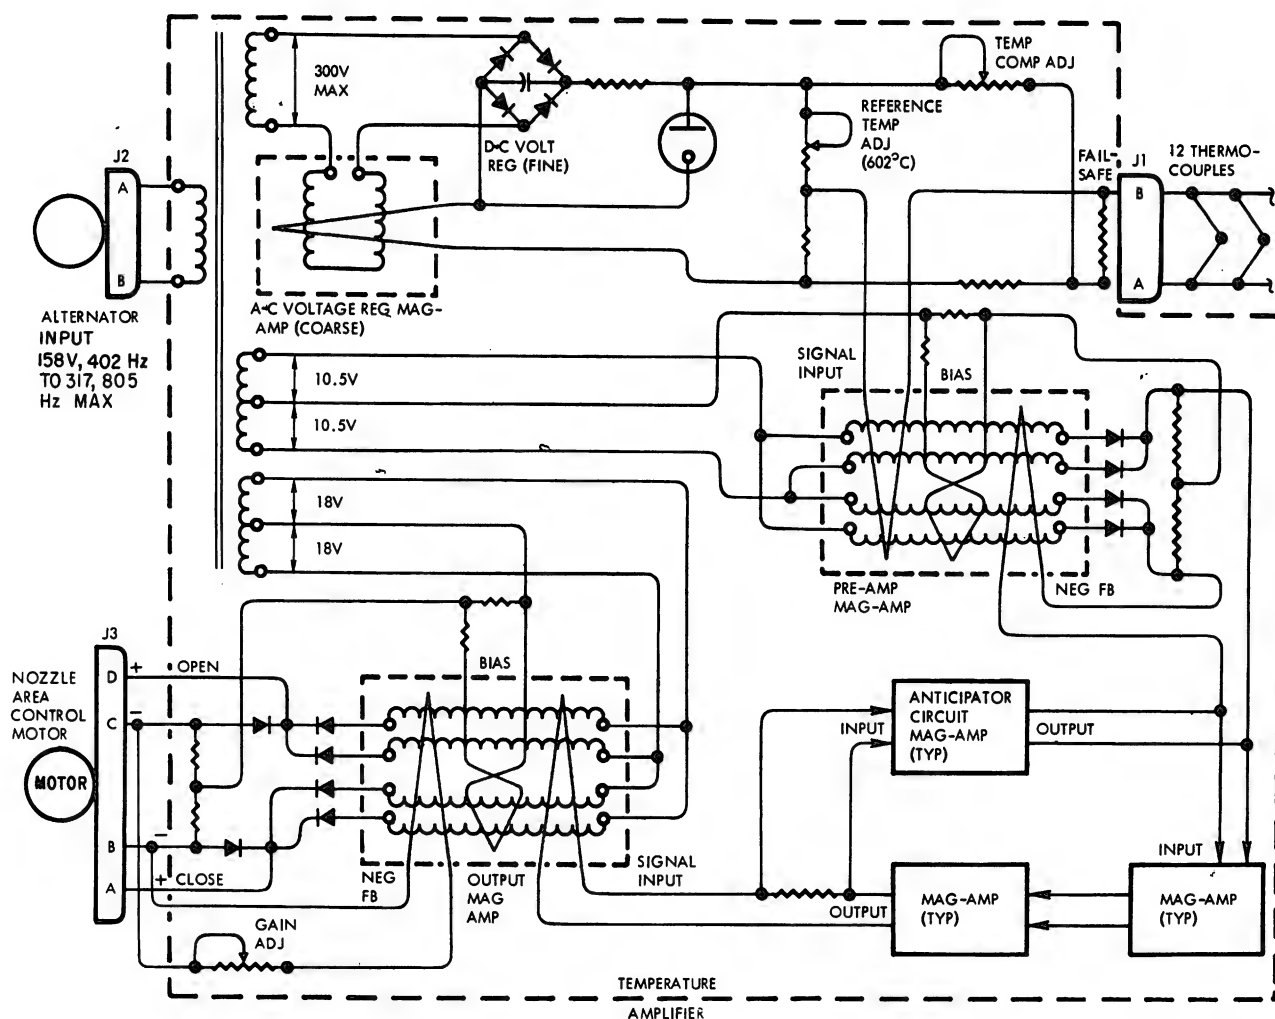 TEMP
COMP ADJ
300V
MAX
REFERENCE
TEMP
ADJ
(602°C)
D-C VOLT
REG (FINE)
FAIL-
SAFE
J1
12 THERMO-
COUPLES
B
A
J2
A
B
A-C VOLTAGE REG MAG-
AMP (COARSE)
ALTERNATOR
INPUT
158V, 402 Hz
TO 317, 805
Hz MAX
10.5V
10.5V
SIGNAL
INPUT
BIAS
18V
18V
PRE-AMP
MAG-AMP
NEG FB
J3
NOZZLE
AREA
CONTROL
MOTOR
MOTOR
D
C
B
A
+ OPEN
-
-
+ CLOSE
BIAS
NEG
FB
OUTPUT
MAG
AMP
SIGNAL
INPUT
GAIN
ADJ
INPUT
ANTICIPATOR
CIRCUIT
MAG-AMP
(TYP)
OUTPUT
INPUT
OUTPUT
MAG-AMP
(TYP)
MAG-AMP
(TYP)
TEMPERATURE
AMPLIFIER